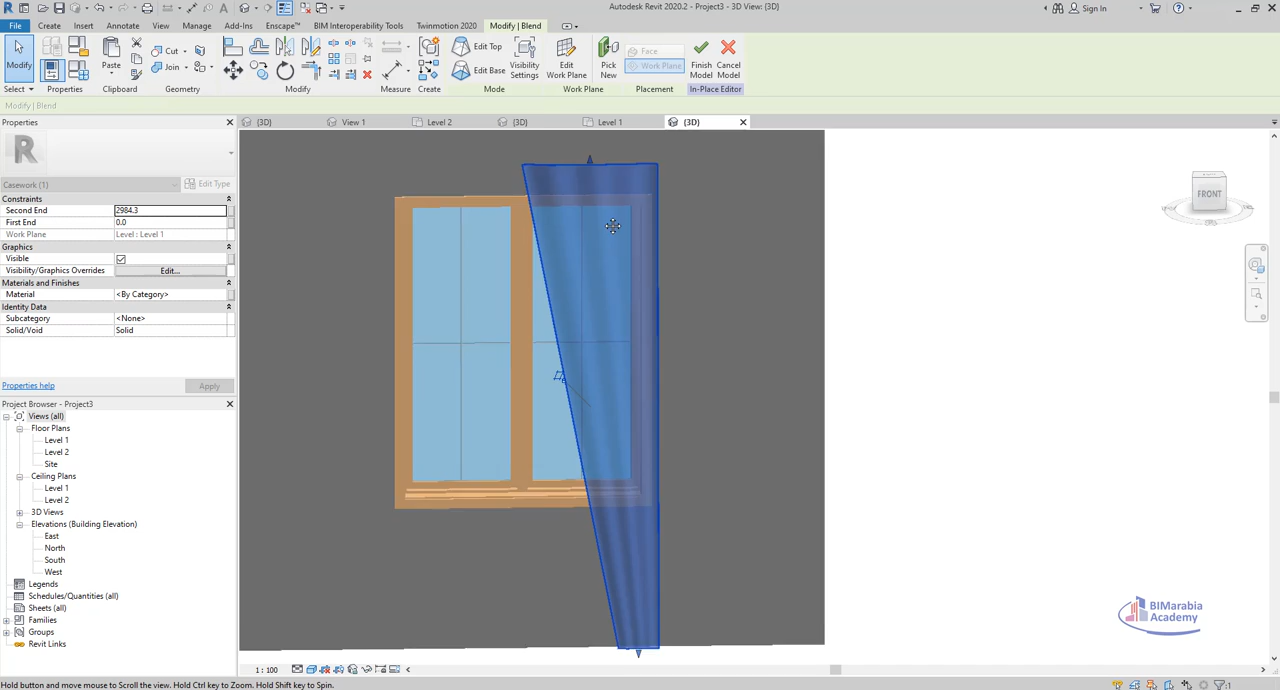 Autodesk Revit 2020.2 - Project3 - 3D View: {3D}
Sign In
File Create Insert Annotate View Manage Add-Ins Enscape™ BIM Interoperability Tools Twinmotion 2020 Modify | Blend
Modify
Paste
Cut
Join
Edit Top
Edit Base
Visibility
Settings
Edit
Work Plane
Pick
New
Face
Work Plane
Finish
Model
Cancel
Model
Select Properties Clipboard Geometry Modify Measure Create Mode Work Plane Placement In-Place Editor
Modify | Blend
Properties
{3D} View 1 Level 2 {3D} Level 1 {3D}
R
Casework (1) Edit Type
Constraints
Second End 2984.3
First End 0.0
Work Plane Level : Level 1
Graphics
Visible
Visibility/Graphics Overrides Edit...
Materials and Finishes
Material <By Category>
Identity Data
Subcategory <None>
Solid/Void Solid
Properties help Apply
Project Browser - Project3
Views (all)
Floor Plans
Level 1
Level 2
Site
Ceiling Plans
Level 1
Level 2
3D Views
Elevations (Building Elevation)
East
North
South
West
Legends
Schedules/Quantities (all)
Sheets (all)
Families
Groups
Revit Links
FRONT
BIMarabia
Academy
1 : 100
Hold button and move mouse to Scroll the view. Hold Ctrl key to Zoom. Hold Shift key to Spin.
:1